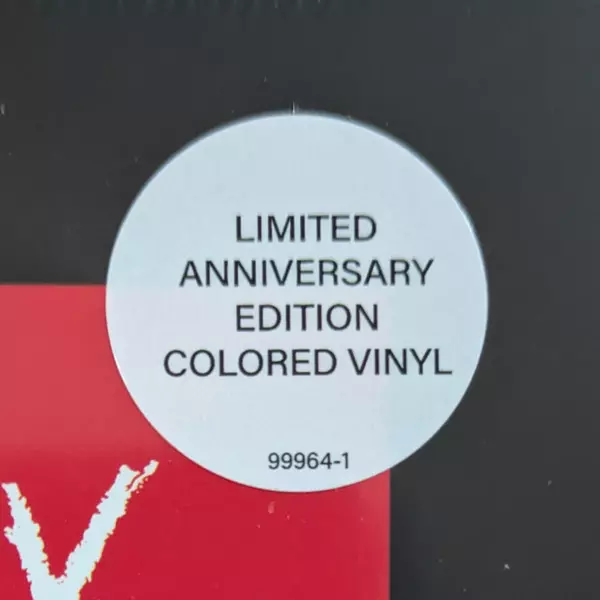 LIMITED
ANNIVERSARY
EDITION
COLORED VINYL
99964-1
Y